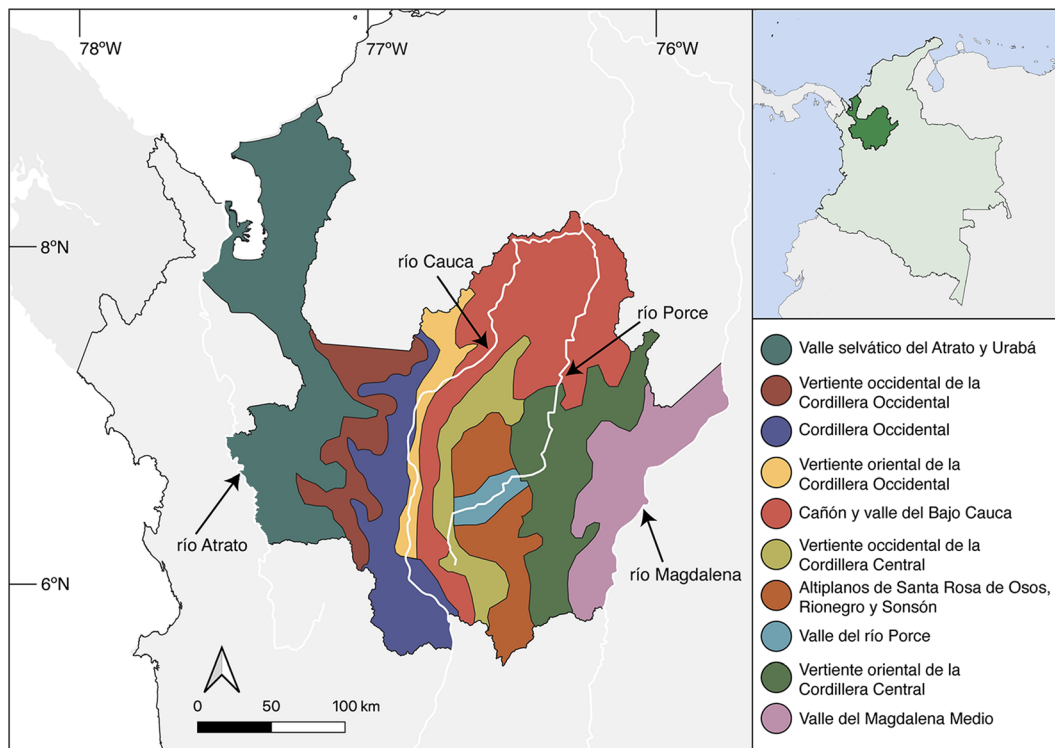 78ºW
77ºW
76ºW
8ºN
6ºN
río Cauca
río Porce
río Atrato
río Magdalena
0 50 100 km
Valle selvático del Atrato y Urabá
Vertiente occidental de la
Cordillera Occidental
Cordillera Occidental
Vertiente oriental de la
Cordillera Occidental
Cañón y valle del Bajo Cauca
Vertiente occidental de la
Cordillera Central
Altiplanos de Santa Rosa de Osos,
Rionegro y Sonsón
Valle del río Porce
Vertiente oriental de la
Cordillera Central
Valle del Magdalena Medio